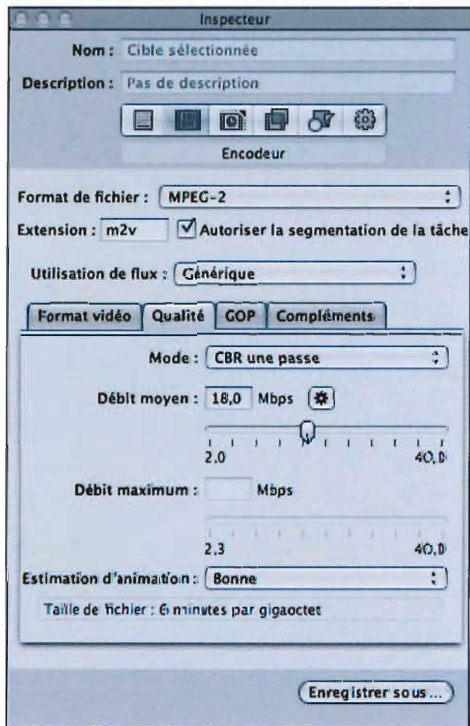 Inspecteur
Nom : Cible sélectionnée
Description : Pas de description
Encodeur
Format de fichier : MPEG-2
Extension : m2v Autoriser la segmentation de la tâche
Utilisation de flux : Générique
Format vidéo Qualité GOP Compléments
Mode : CBR une passe
Débit moyen : 18,0 Mbps
2,0 40,0
Débit maximum : Mbps
2,3 40,0
Estimation d'animation : Bonne
Taille de fichier : 6 minutes par gigaoctet
Enregistrer sous...